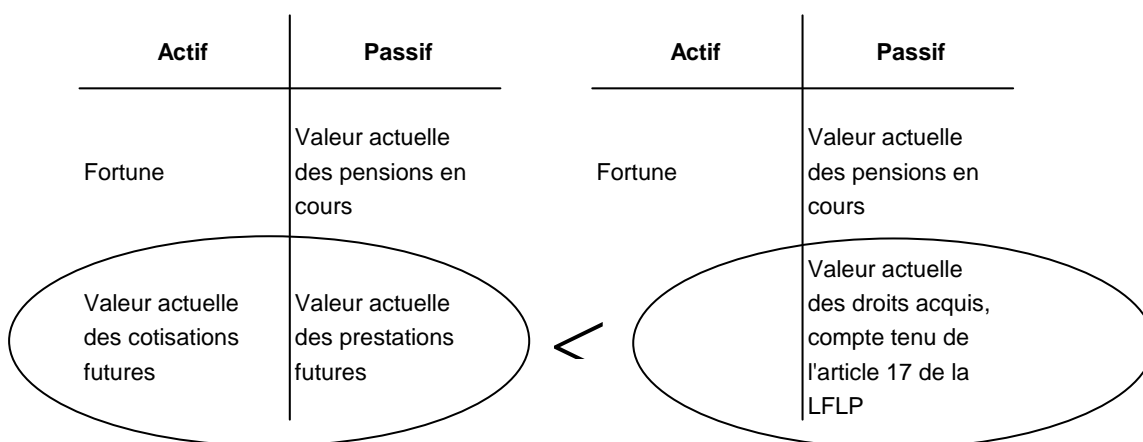 Actif Passif Actif Passif
Fortune
Valeur actuelle
des pensions en
cours
Fortune
Valeur actuelle
des pensions en
cours
Valeur actuelle
des cotisations
futures
Valeur actuelle
des prestations
futures
<
Valeur actuelle
des droits acquis,
compte tenu de
l'article 17 de la
LFLP